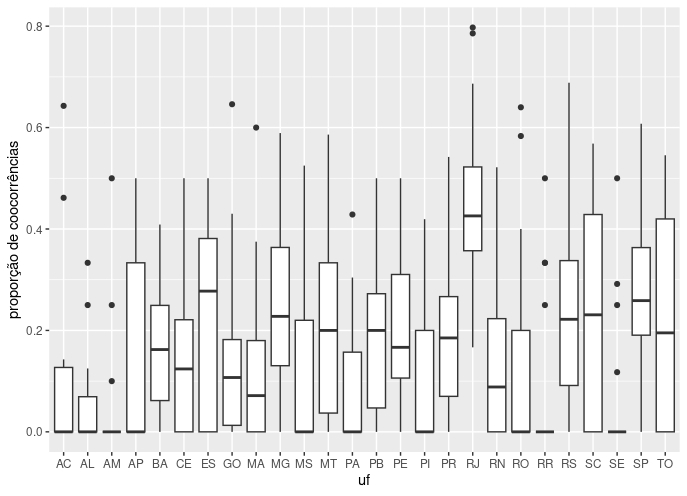 proporção de coocorrências
0.8
0.6
0.4
0.2
0.0
AC AL AM AP BA CE ES GO MA MG MS MT PA PB PE PI PR RJ RN RO RR RS SC SE SP TO
uf